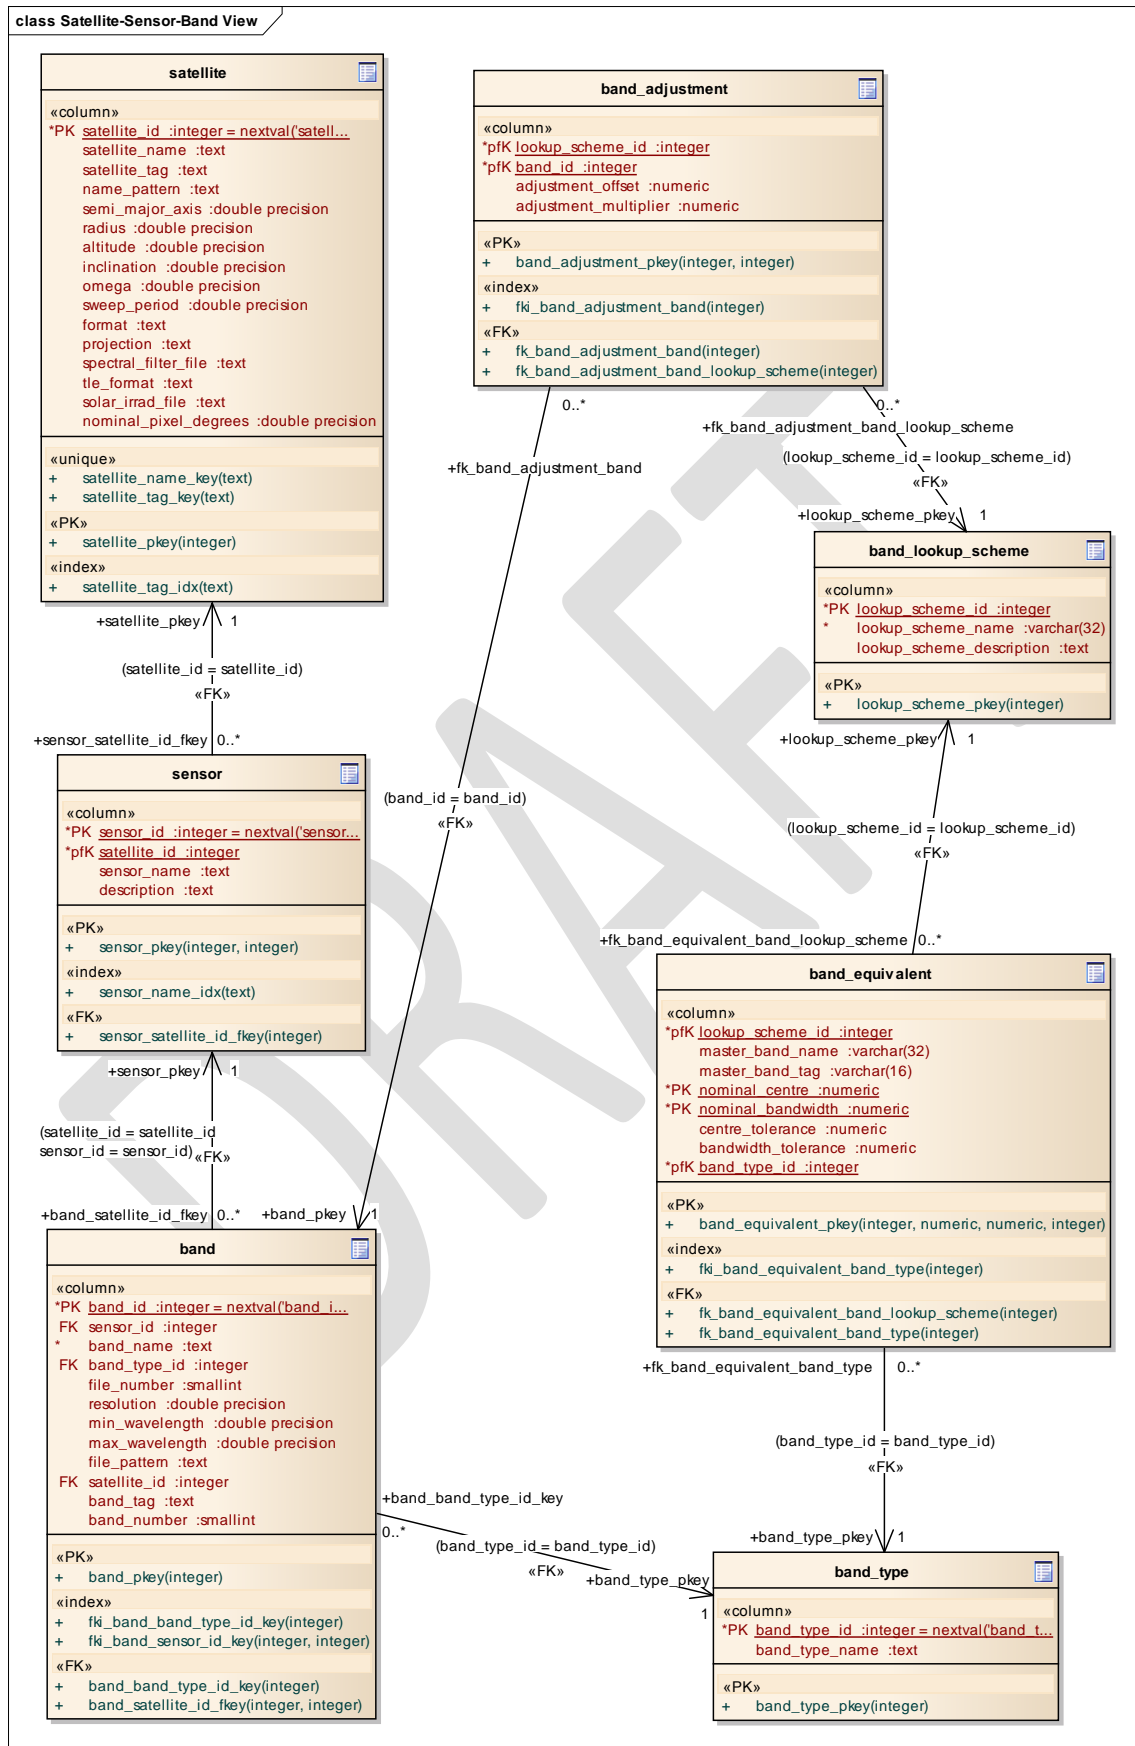 class Satellite-Sensor-Band View
satellite
«column»
*PK satellite_id :integer = nextval('satell...
satellite_name :text
satellite_tag :text
name_pattern :text
semi_major_axis :double precision
radius :double precision
altitude :double precision
inclination :double precision
omega :double precision
sweep_period :double precision
format :text
projection :text
spectral_filter_file :text
tle_format :text
solar_irrad_file :text
nominal_pixel_degrees :double precision
«unique»
+ satellite_name_key(text)
+ satellite_tag_key(text)
«PK»
+ satellite_pkey(integer)
«index»
+ satellite_tag_idx(text)
band_adjustment
«column»
*pfK lookup_scheme_id :integer
*pfK band_id :integer
adjustment_offset :numeric
adjustment_multiplier :numeric
«PK»
+ band_adjustment_pkey(integer, integer)
«index»
+ fki_band_adjustment_band(integer)
«FK»
+ fk_band_adjustment_band(integer)
+ fk_band_adjustment_band_lookup_scheme(integer)
0..*
0..*
+fk_band_adjustment_band_lookup_scheme
+fk_band_adjustment_band
(lookup_scheme_id = lookup_scheme_id)
«FK»
+lookup_scheme_pkey 1
band_lookup_scheme
«column»
*PK lookup_scheme_id :integer
* lookup_scheme_name :varchar(32)
lookup_scheme_description :text
«PK»
+ lookup_scheme_pkey(integer)
+lookup_scheme_pkey 1
+satellite_pkey 1
(satellite_id = satellite_id)
«FK»
+sensor_satellite_id_fkey 0..*
sensor
«column»
*PK sensor_id :integer = nextval('sensor...
*pfK satellite_id :integer
sensor_name :text
description :text
«PK»
+ sensor_pkey(integer, integer)
«index»
+ sensor_name_idx(text)
«FK»
+ sensor_satellite_id_fkey(integer)
(band_id = band_id)
«FK»
(lookup_scheme_id = lookup_scheme_id)
«FK»
+fk_band_equivalent_band_lookup_scheme 0..*
band_equivalent
«column»
*pfK lookup_scheme_id :integer
master_band_name :varchar(32)
master_band_tag :varchar(16)
*PK nominal_centre :numeric
*PK nominal_bandwidth :numeric
centre_tolerance :numeric
bandwidth_tolerance :numeric
*pfK band_type_id :integer
«PK»
+ band_equivalent_pkey(integer, numeric, numeric, integer)
«index»
+ fki_band_equivalent_band_type(integer)
«FK»
+ fk_band_equivalent_band_lookup_scheme(integer)
+ fk_band_equivalent_band_type(integer)
+sensor_pkey 1
(satellite_id = satellite_id
sensor_id = sensor_id)
«FK»
+band_satellite_id_fkey 0..*
+band_pkey 1
band
«column»
*PK band_id :integer = nextval('band_i...
FK sensor_id :integer
* band_name :text
FK band_type_id :integer
file_number :smallint
resolution :double precision
min_wavelength :double precision
max_wavelength :double precision
file_pattern :text
FK satellite_id :integer
band_tag :text
band_number :smallint
«PK»
+ band_pkey(integer)
«index»
+ fki_band_band_type_id_key(integer)
+ fki_band_sensor_id_key(integer, integer)
«FK»
+ band_band_type_id_key(integer)
+ band_satellite_id_fkey(integer, integer)
+fk_band_equivalent_band_type 0..*
(band_type_id = band_type_id)
«FK»
+band_type_pkey 1
+band_band_type_id_key
0..*
(band_type_id = band_type_id)
«FK»
+band_type_pkey
1
band_type
«column»
*PK band_type_id :integer = nextval('band_t...
band_type_name :text
«PK»
+ band_type_pkey(integer)
DRAFT